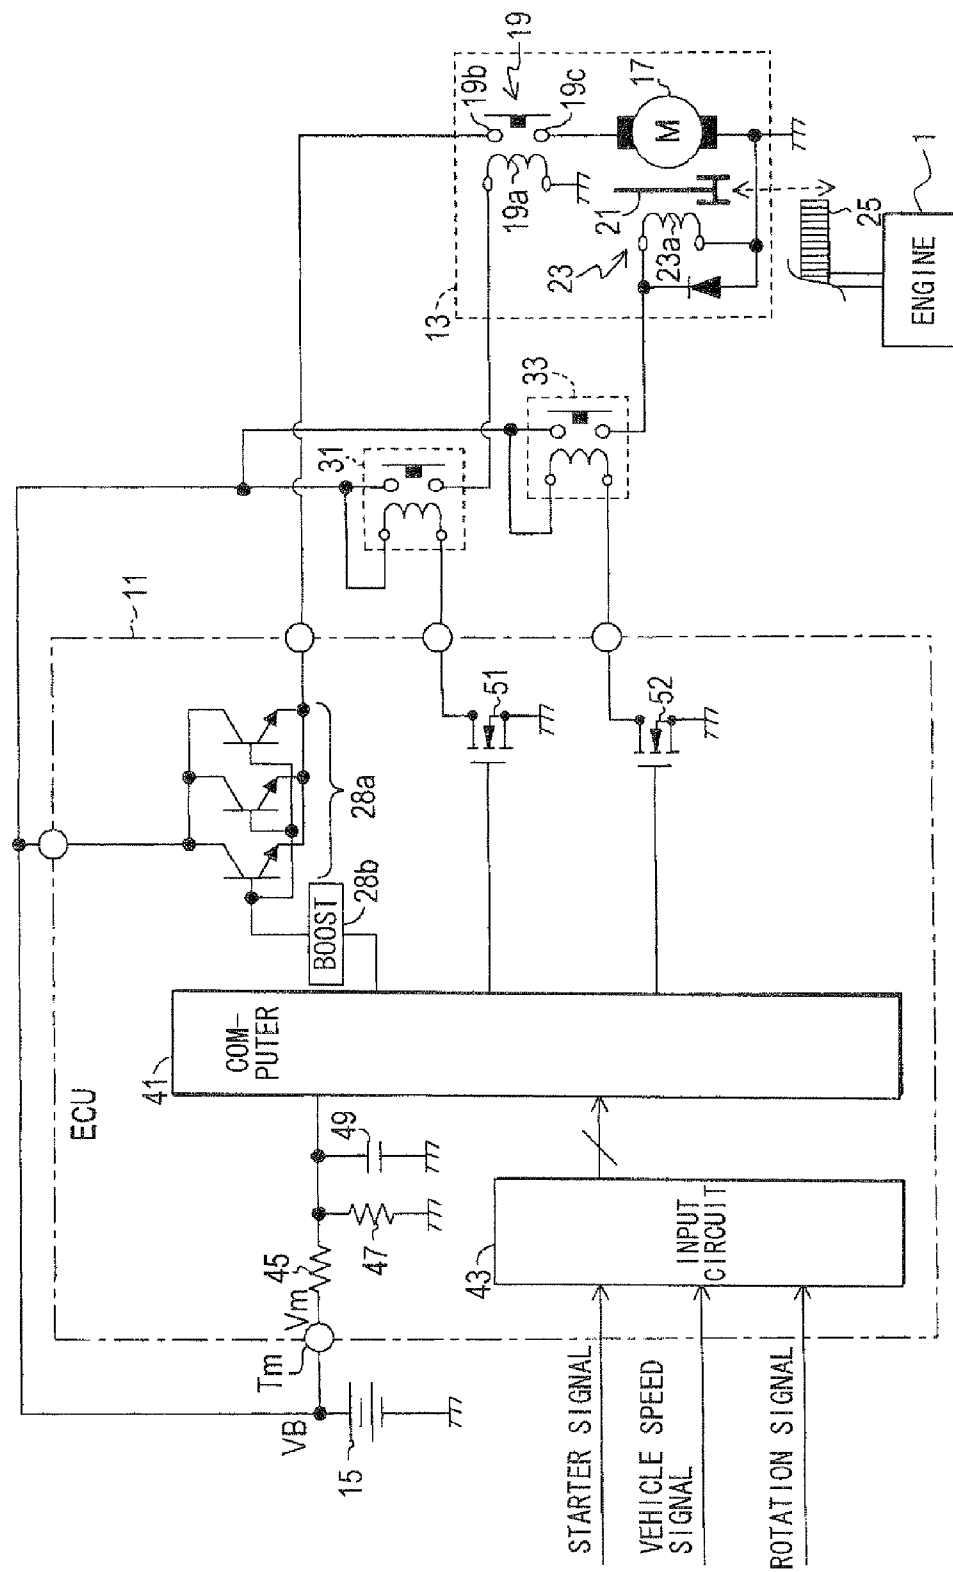 ECU
11
41
COM-
PUTER
BOOST
28b
28a
51
52
49
47
45
Vm
Tm
VB
15
43
INPUT
CIRCUIT
STARTER SIGNAL
VEHICLE SPEED
SIGNAL
ROTATION SIGNAL
31
33
13
19
19b
19c
19a
17
M
21
23
23a
25
1
ENGINE